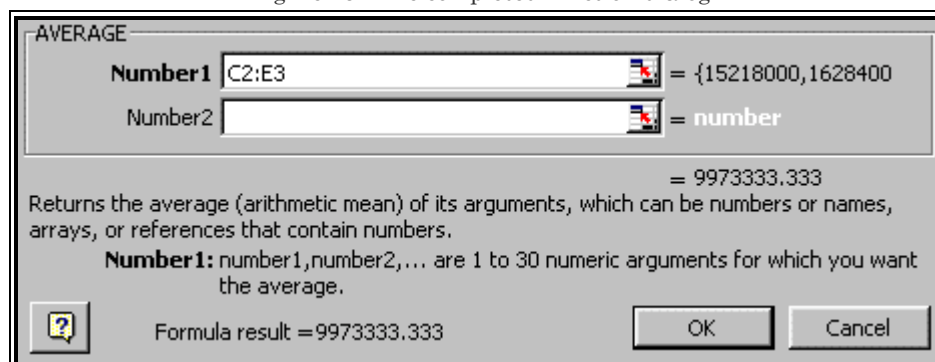 AVERAGE
Number1 C2:E3 = {15218000,1628400
Number2 = number
= 9973333.333
Returns the average (arithmetic mean) of its arguments, which can be numbers or names,
arrays, or references that contain numbers.
Number1: number1,number2,... are 1 to 30 numeric arguments for which you want
the average.
? Formula result =9973333.333 OK Cancel